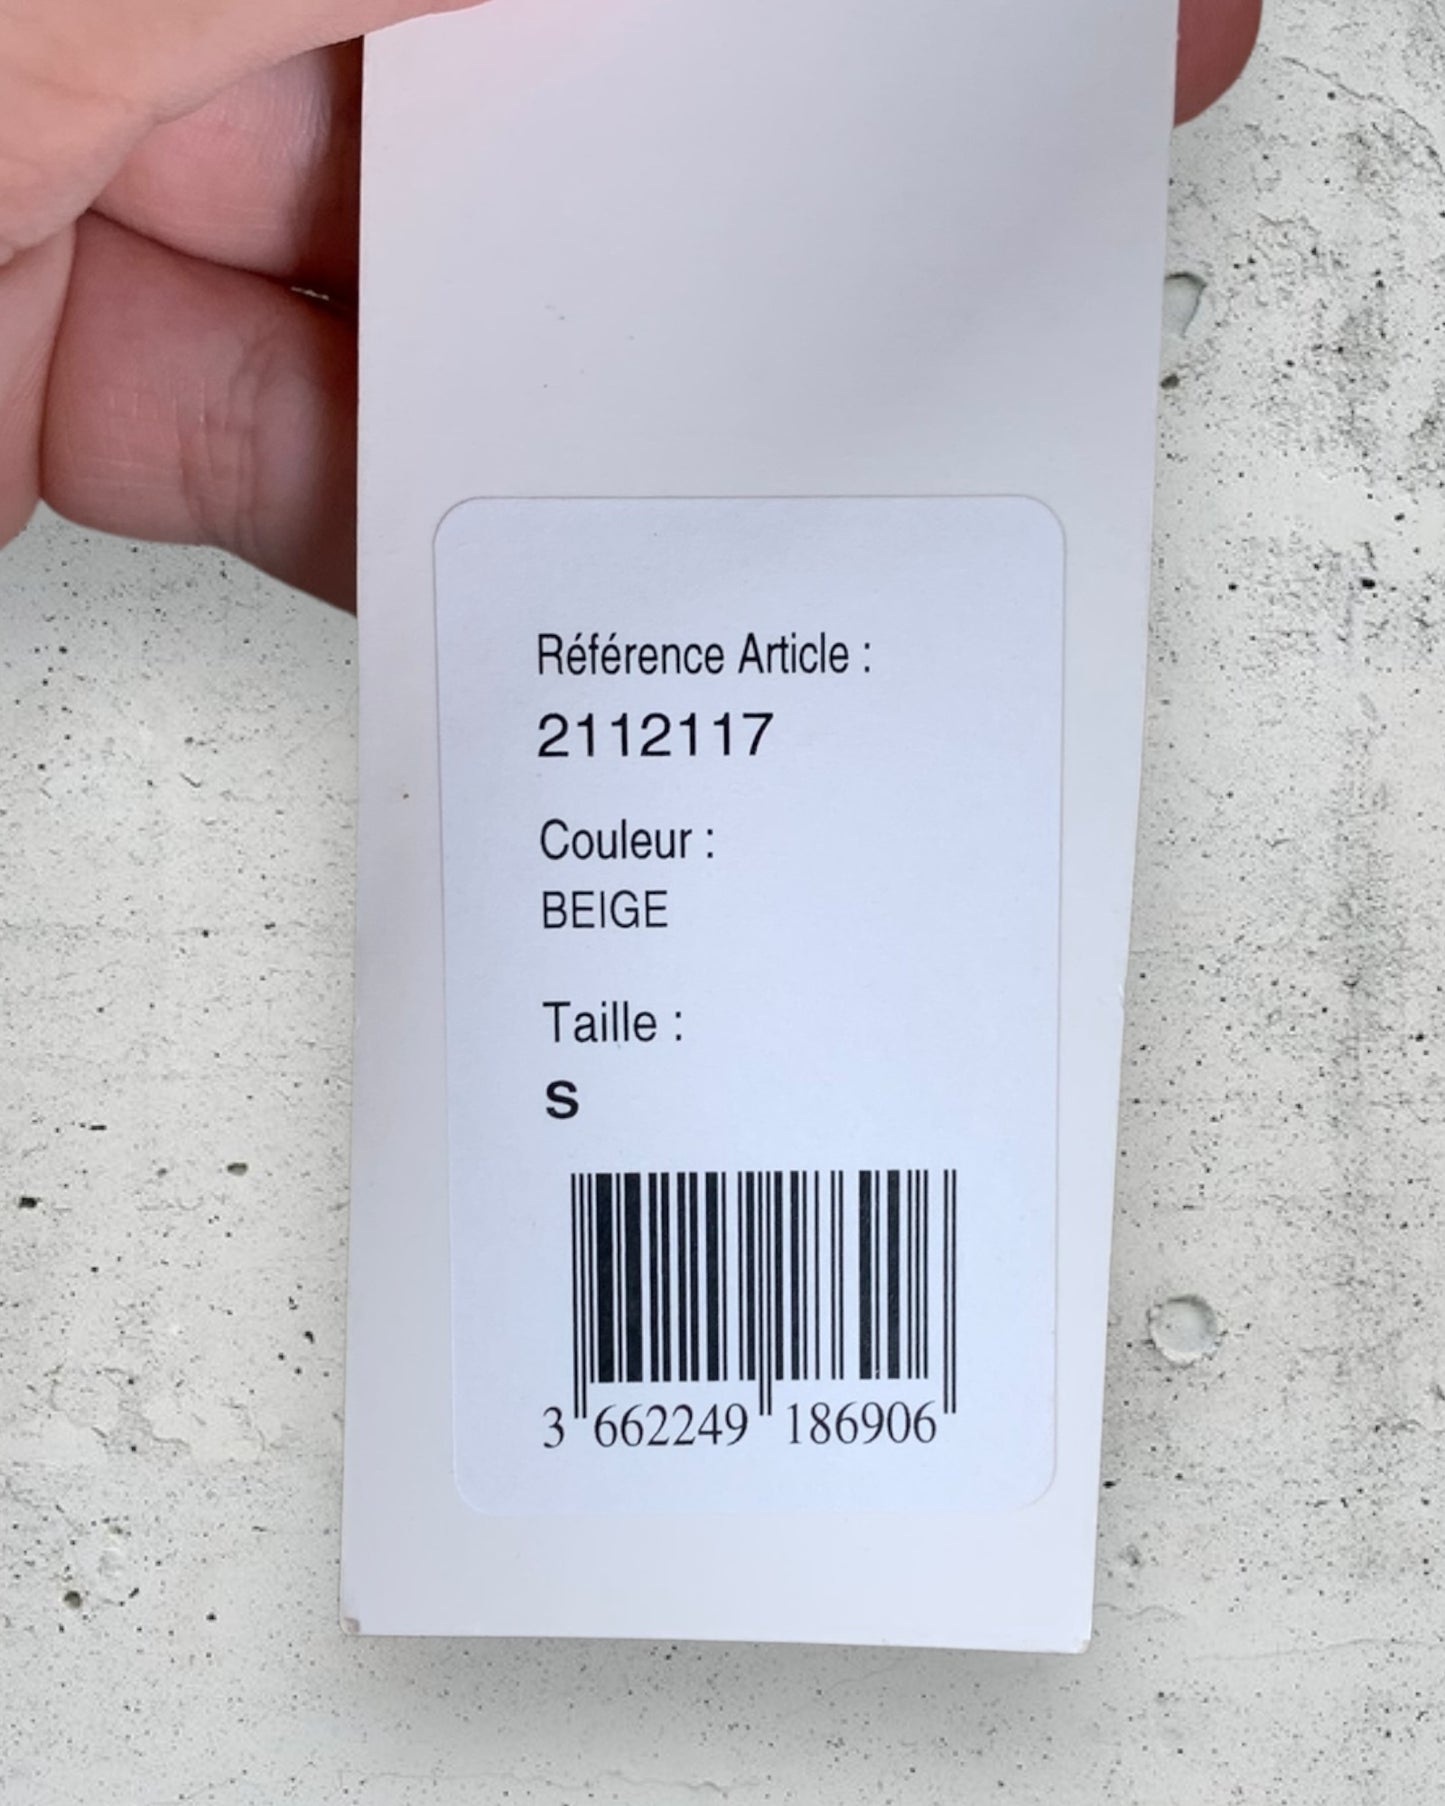 Référence Article :
2112117
Couleur :
BEIGE
Taille :
S
3 662249 186906